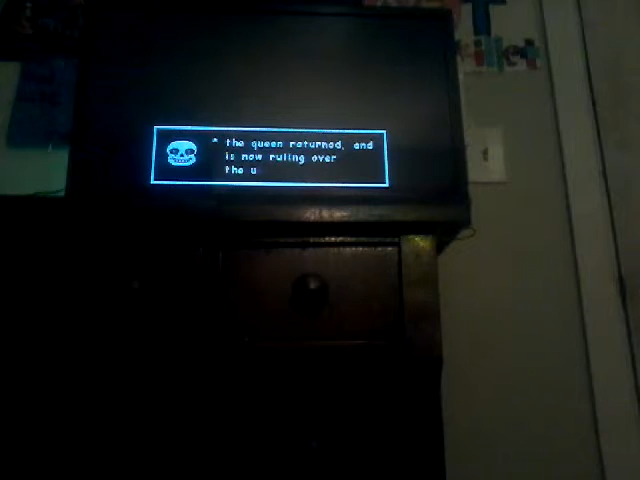 * the queen returned, and
is now ruling over
the u